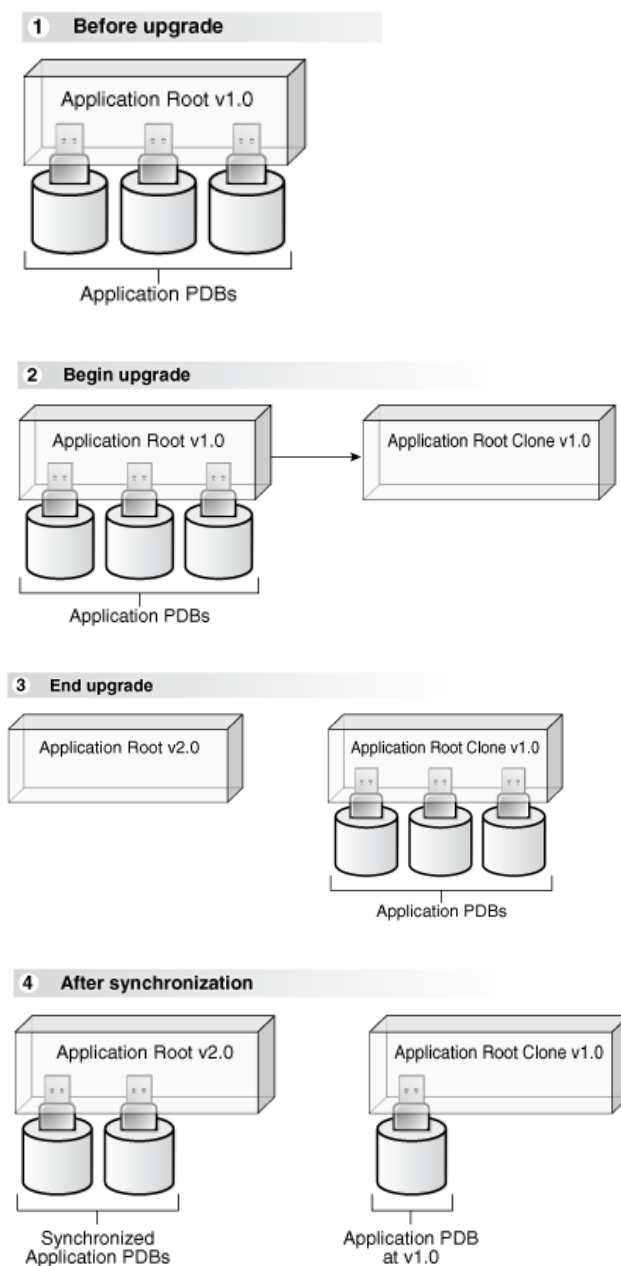 1 Before upgrade
Application Root v1.0
Application PDBs
2 Begin upgrade
Application Root v1.0
Application Root Clone v1.0
Application PDBs
3 End upgrade
Application Root v2.0
Application Root Clone v1.0
Application PDBs
4 After synchronization
Application Root v2.0
Application Root Clone v1.0
Synchronized
Application PDBs
Application PDB
at v1.0